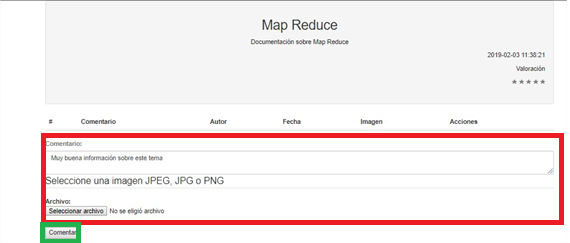 Map Reduce
Documentación sobre Map Reduce
2019-02-03 11:38:21
Valoración
# Comentario Autor Fecha Imagen Acciones
Comentario:
Muy buena información sobre este tema
Seleccione una imagen JPEG, JPG o PNG
Archivo:
Seleccionar archivo No se eligió archivo
Comentar